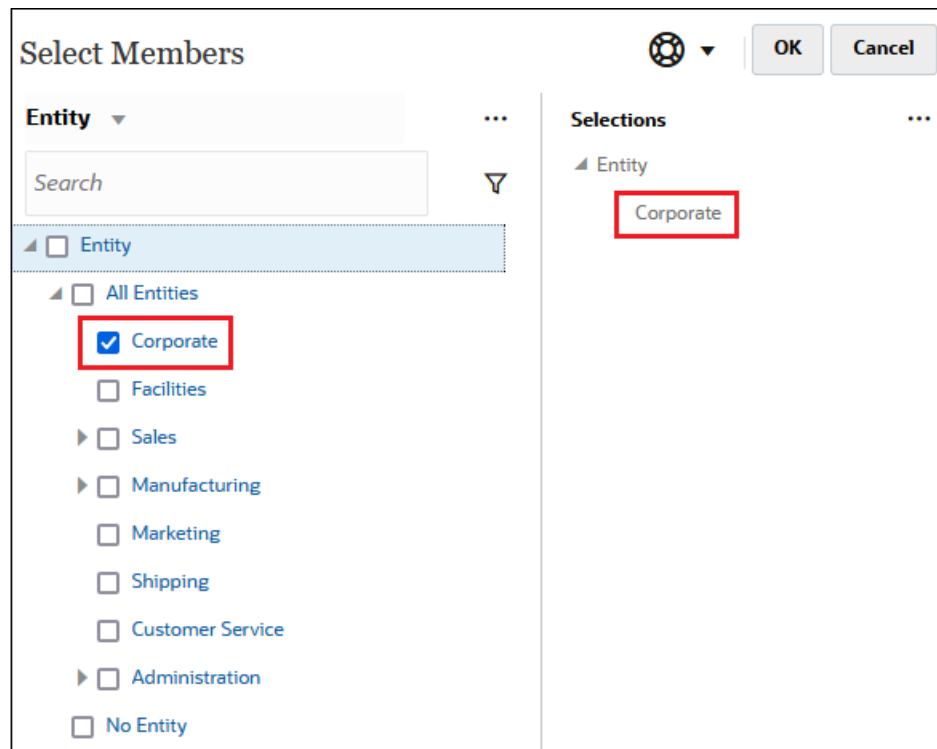 Select Members
OK
Cancel
Entity
...
Search
Entity
All Entities
Corporate
Facilities
Sales
Manufacturing
Marketing
Shipping
Customer Service
Administration
No Entity
Selections
...
Entity
Corporate